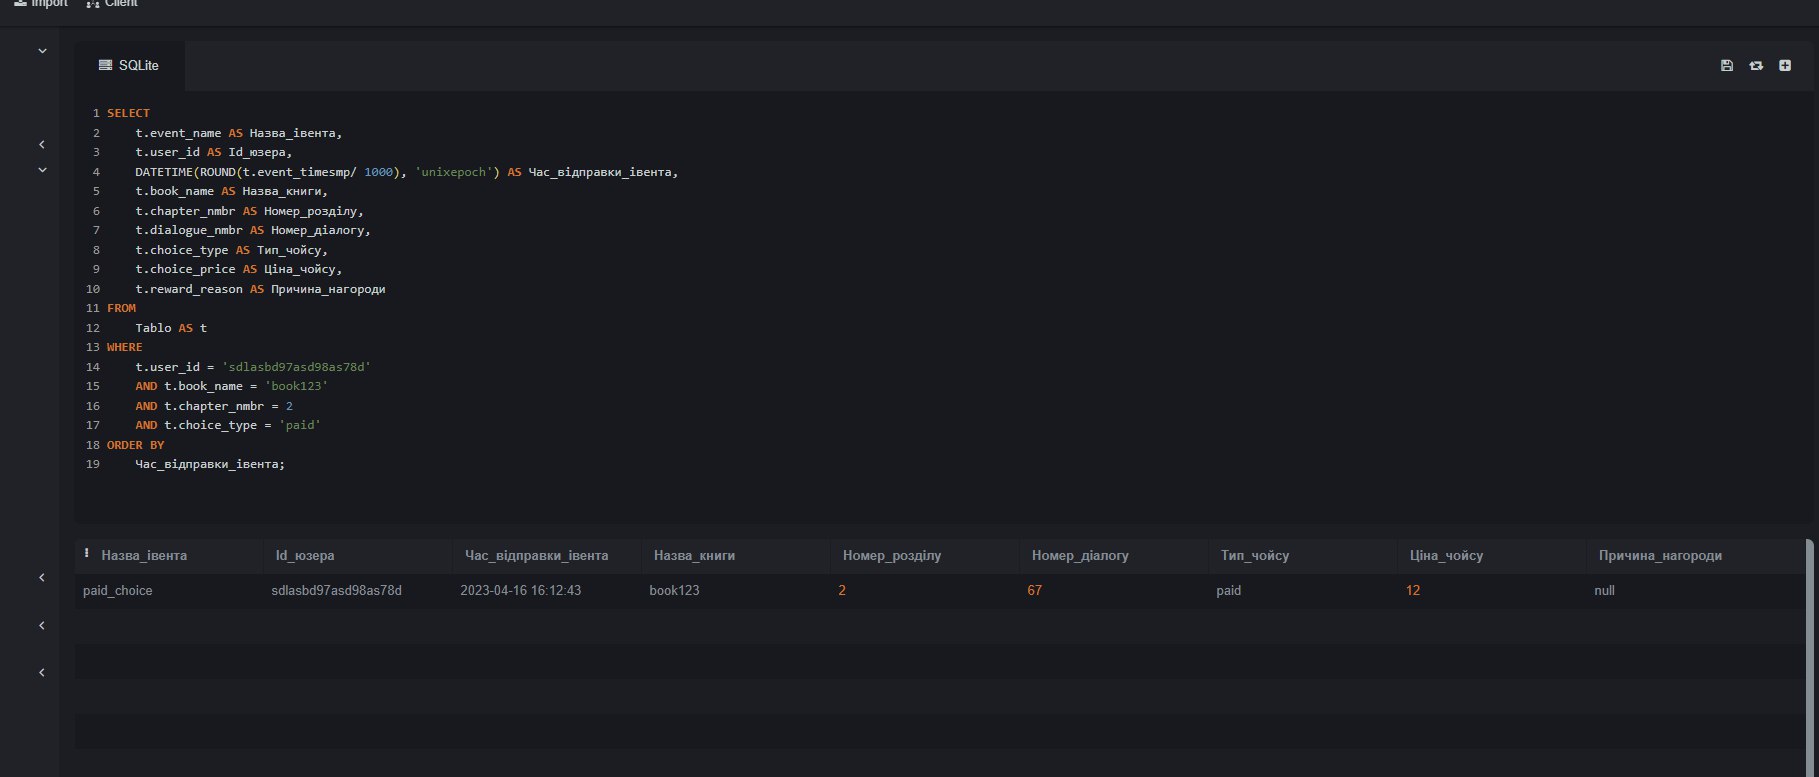 Import Client
SQLite
1 SELECT
2 t.event_name AS Назва_івента,
3 t.user_id AS Id_юзера,
4 DATETIME(ROUND(t.event_timesmp/ 1000), 'unixepoch') AS Час_відправки_івента,
5 t.book_name AS Назва_книги,
6 t.chapter_nmbr AS Номер_розділу,
7 t.dialogue_nmbr AS Номер_діалогу,
8 t.choice_type AS Тип_чойсу,
9 t.choice_price AS Ціна_чойсу,
10 t.reward_reason AS Причина_нагороди
11 FROM
12 Tablo AS t
13 WHERE
14 t.user_id = 'sdlasbd97asd98as78d'
15 AND t.book_name = 'book123'
16 AND t.chapter_nmbr = 2
17 AND t.choice_type = 'paid'
18 ORDER BY
19 Час_відправки_івента;
Назва_івента Id_юзера Час_відправки_івента Назва_книги Номер_розділу Номер_діалогу Тип_чойсу Ціна_чойсу Причина_нагороди
paid_choice sdlasbd97asd98as78d 2023-04-16 16:12:43 book123 2 67 paid 12 null